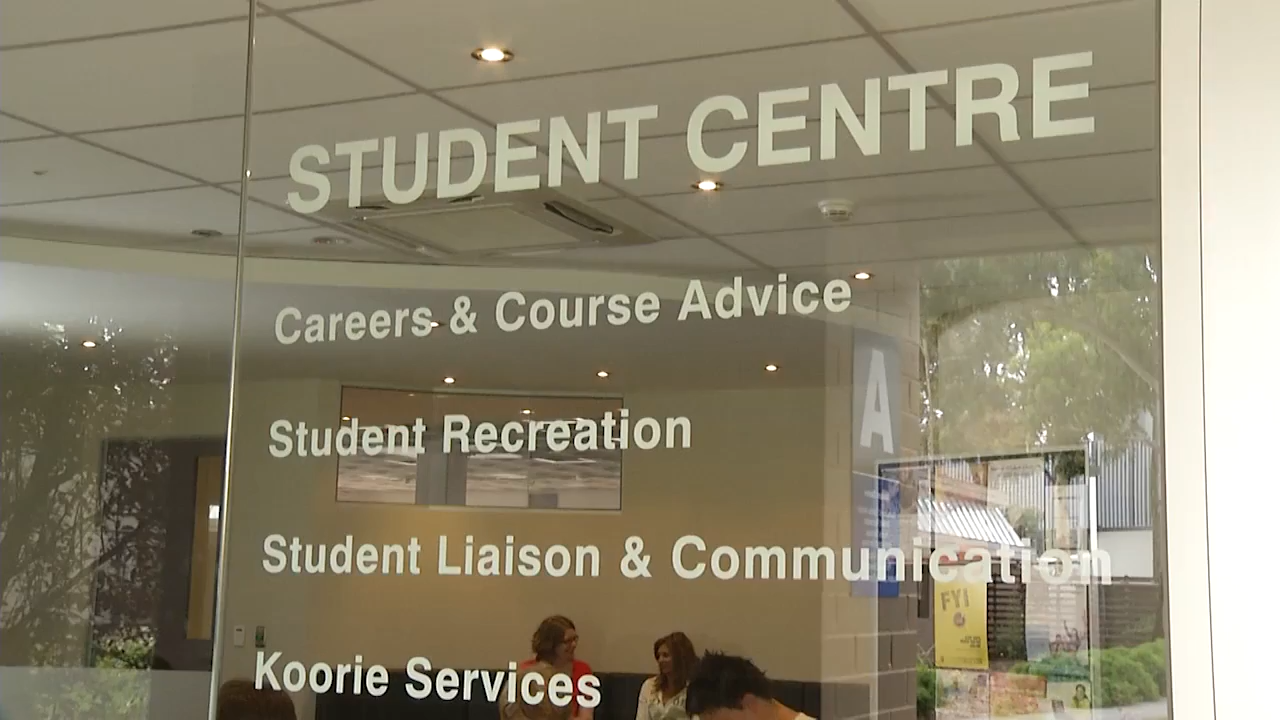 STUDENT CENTRE
Careers & Course Advice
A
Student Recreation
Student Liaison & Communication
FYI
Koorie Services